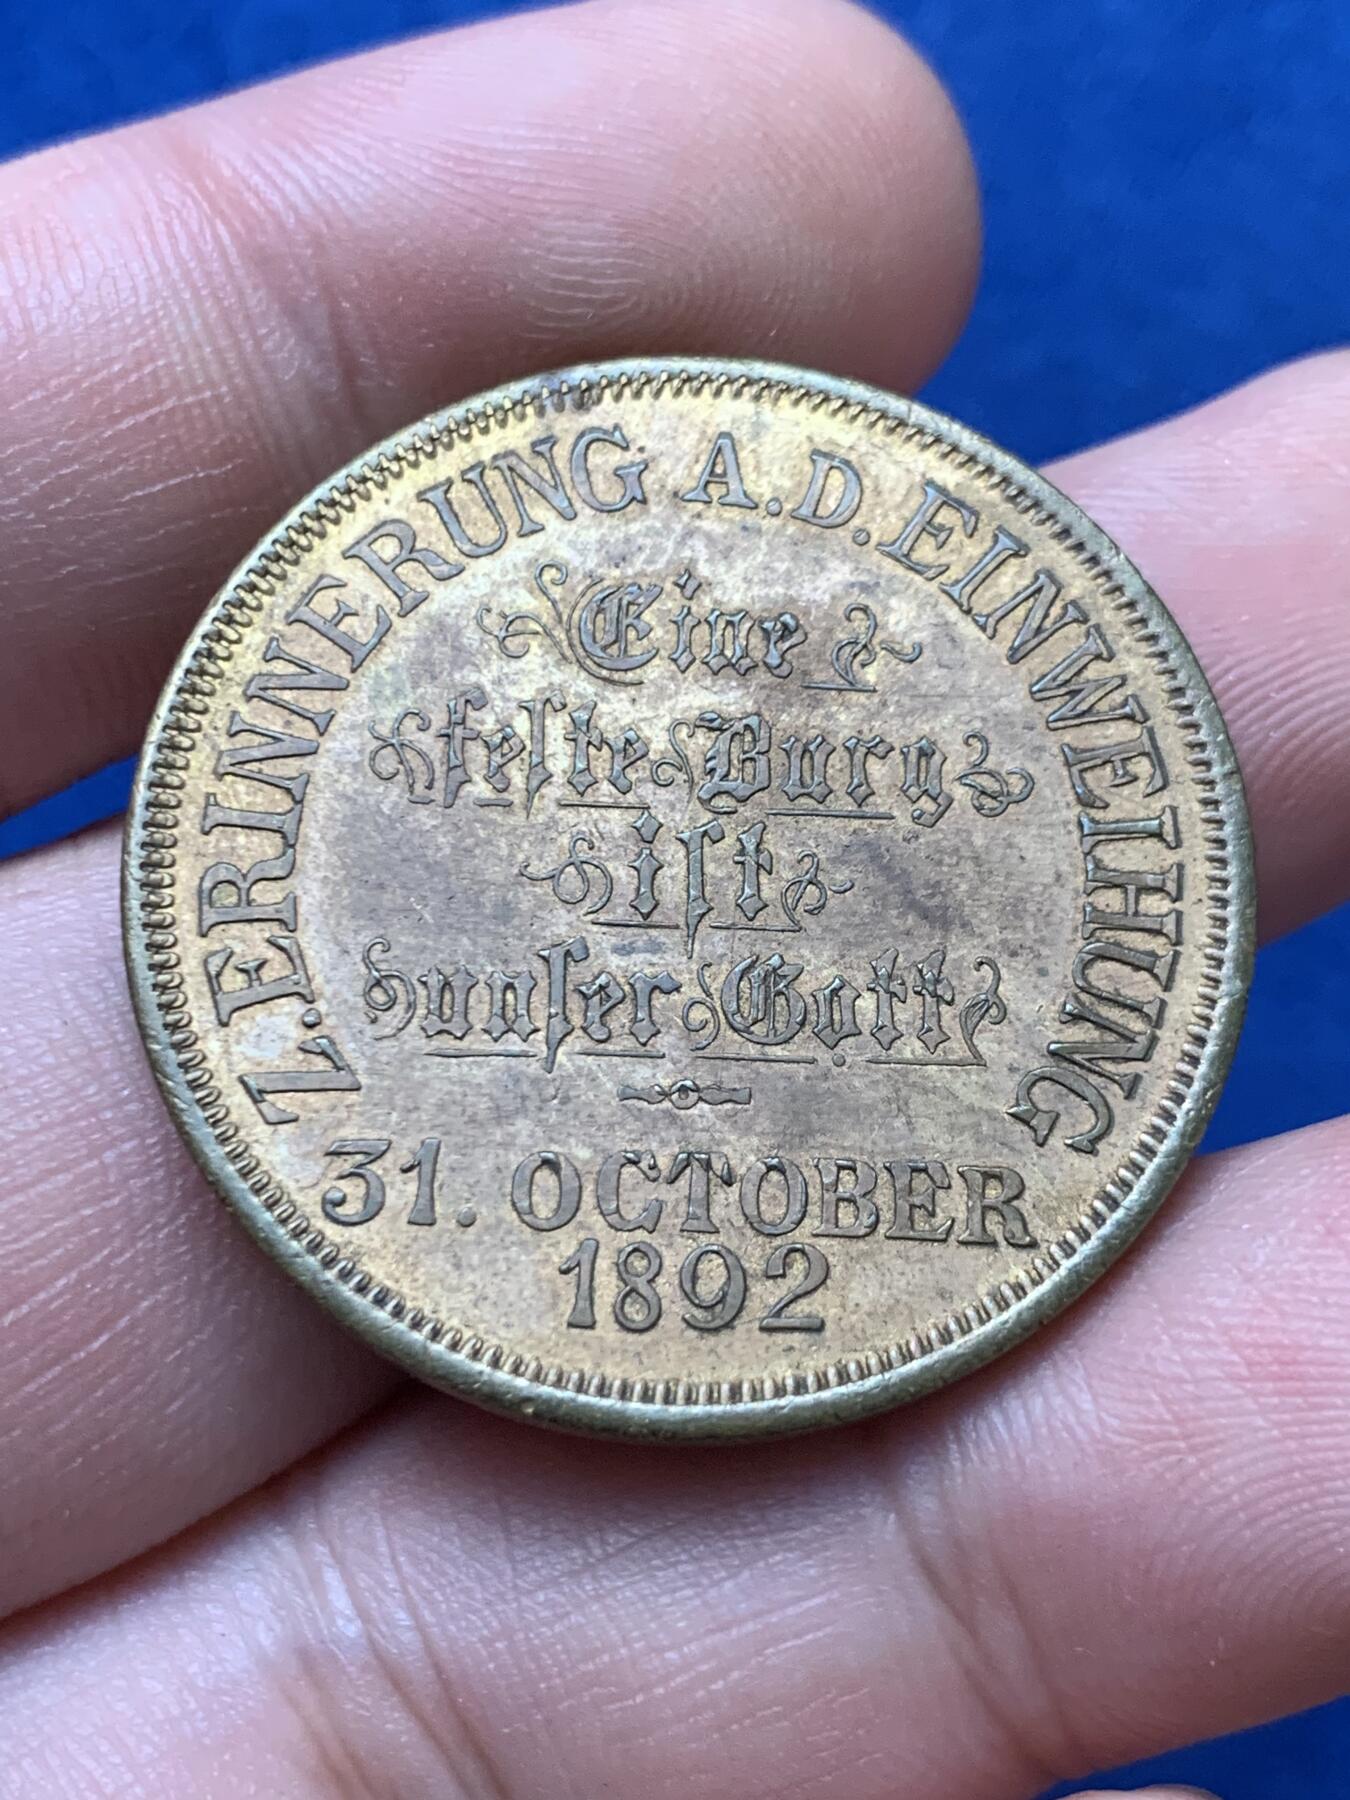 Z. ERINNERUNG A. D. EINWEIHUNG
Eine
feste Burg
ist
unser Gott
31. OCTOBER
1892